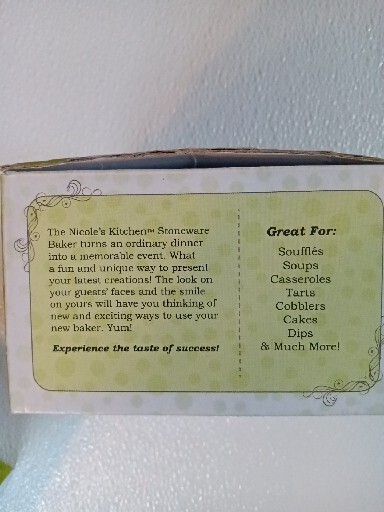 The Nicole's Kitchen™ Stoneware
Baker turns an ordinary dinner
into a memorable event. What
a fun and unique way to present
your latest creations! The look on
your guests' faces and the smile
on yours will have you thinking of
new and exciting ways to use your
new baker. Yum!
Experience the taste of success!
Great For:
Soufflés
Soups
Casseroles
Tarts
Cobblers
Cakes
Dips
& Much More!